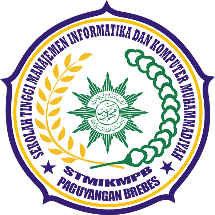 SEKOLAH TINGGI MANAJEMEN INFORMATIKA DAN KOMPUTER MUHAMMADIYAH
STMIKMPB
PAGUYANGAN BREBES